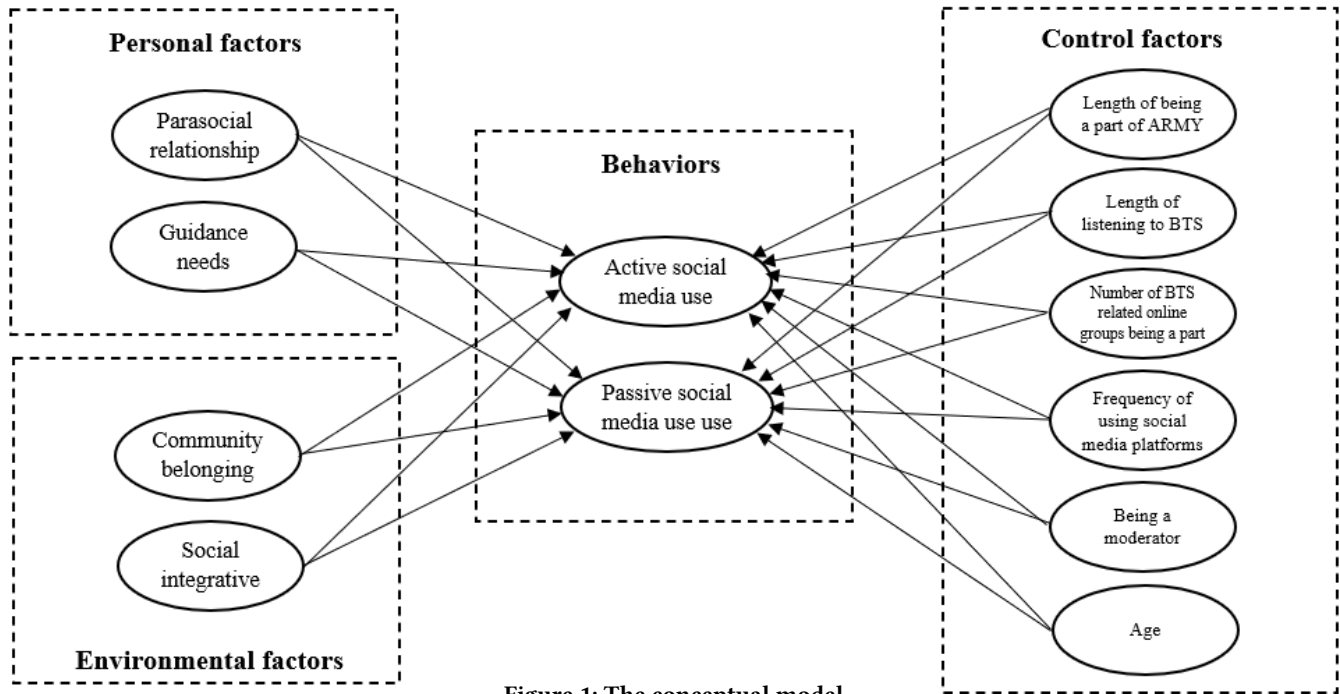 Personal factors
Parasocial
relationship
Guidance
needs
Community
belonging
Social
integrative
Environmental factors
Behaviors
Active social
media use
Passive social
media use use
Control factors
Length of being
a part of ARMY
Length of
listening to BTS
Number of BTS
related online
groups being a part
Frequency of
using social
media platforms
Being a
moderator
Age
Figure 1: The conceptual model